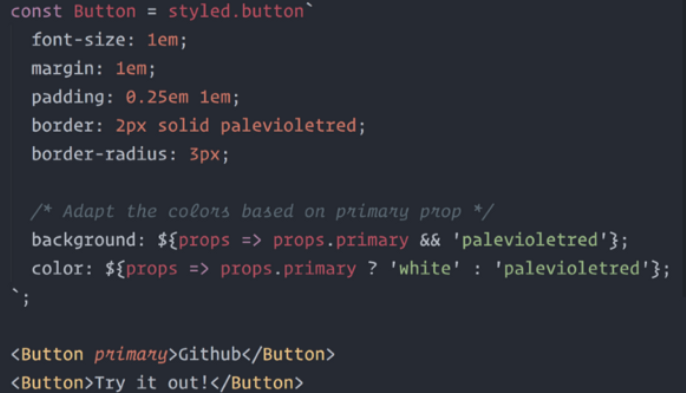 const Button = styled.button`
  font-size: 1em;
  margin: 1em;
  padding: 0.25em 1em;
  border: 2px solid palevioletred;
  border-radius: 3px;

  /* Adapt the colors based on primary prop */
  background: ${props => props.primary && 'palevioletred'};
  color: ${props => props.primary ? 'white' : 'palevioletred'};
`;

<Button primary>Github</Button>
<Button>Try it out!</Button>